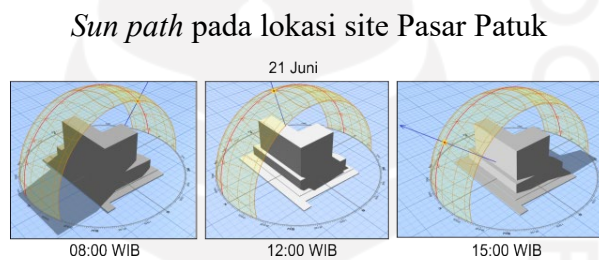 Sun path pada lokasi site Pasar Patuk
21 Juni
08:00 WIB
12:00 WIB
15:00 WIB